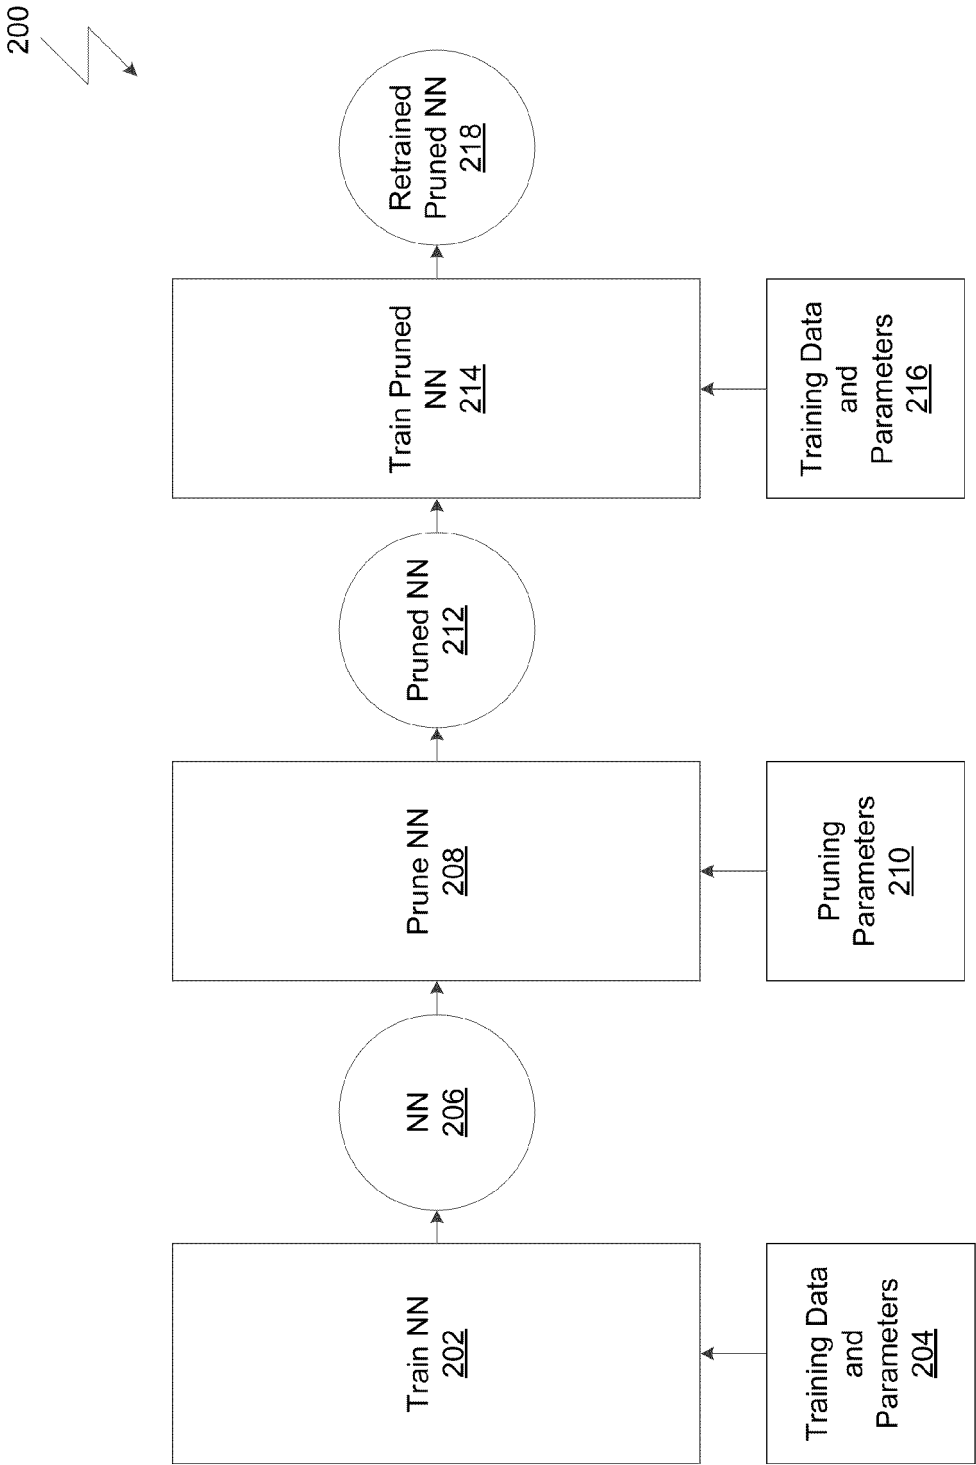 200
Train NN
202
Training Data
and
Parameters
204
NN
206
Prune NN
208
Pruning
Parameters
210
Pruned NN
212
Train Pruned
NN
214
Training Data
and
Parameters
216
Retrained
Pruned NN
218